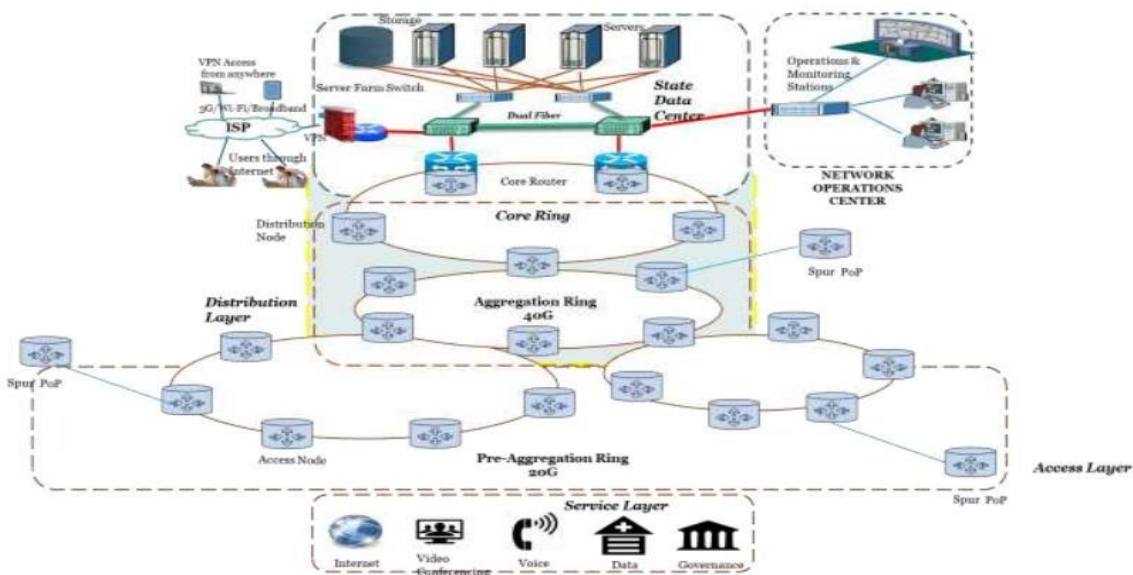 Storage
Servers
VPN Access
from anywhere
Server Farm Switch
3G/Wi-Fi/Broadband
ISP
VPN
Users through
Internet
Dual Fiber
State
Data
Center
Operations &
Monitoring
Stations
NETWORK
OPERATIONS
CENTER
Core Router
Distribution
Node
Core Ring
Spur PoP
Distribution
Layer
Aggregation Ring
40G
Spur PoP
Access Node
Pre-Aggregation Ring
20G
Access Layer
Spur PoP
Service Layer
Internet
Video
Conferencing
Voice
Data
Governance